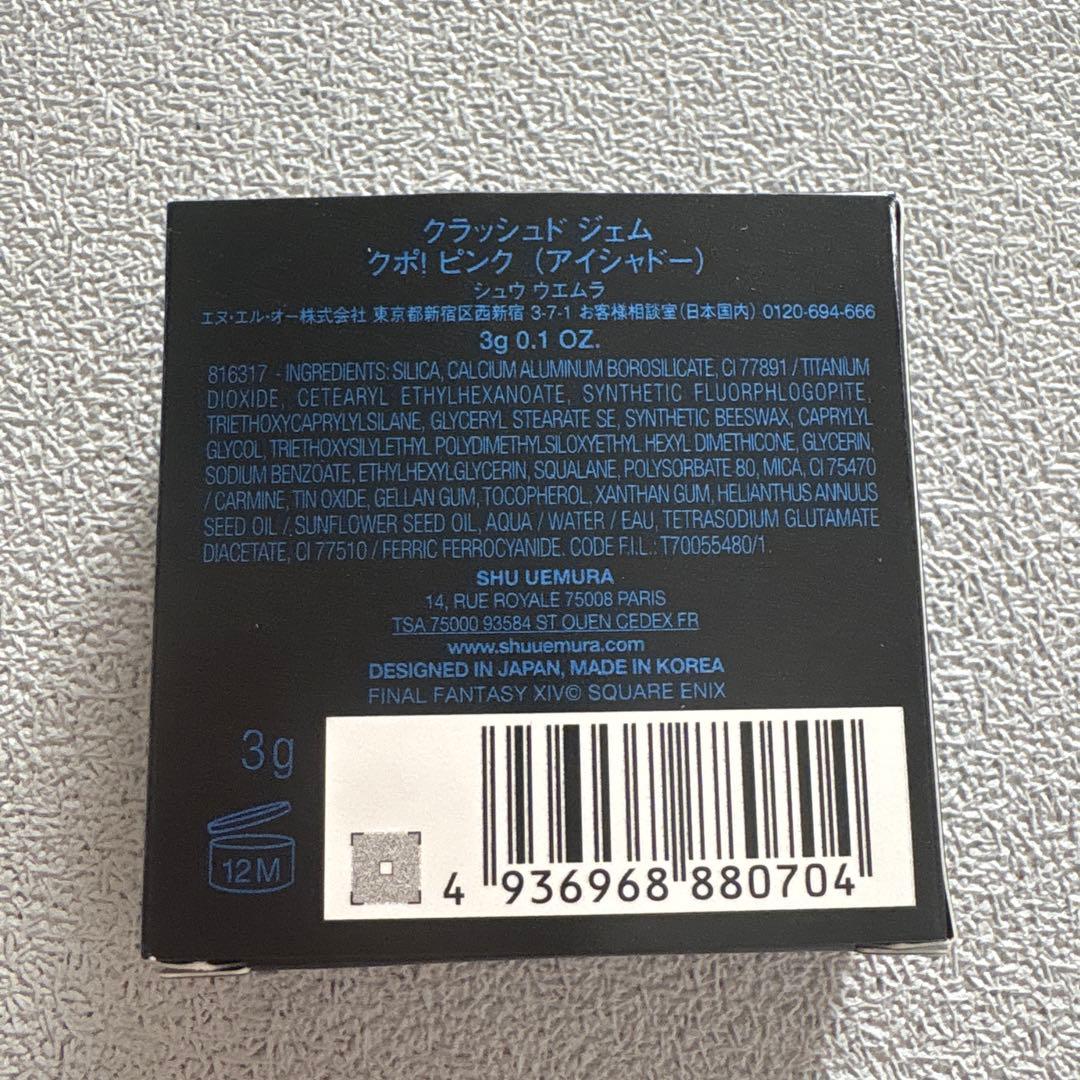 クラッシュド ジェム
クポ! ピンク (アイシャドー)
シュウ ウエムラ
エヌ・エル・オー株式会社 東京都新宿区西新宿 3-7-1 お客様相談室(日本国内) 0120-694-666
3g 0.1 OZ.
816317 - INGREDIENTS: SILICA, CALCIUM ALUMINUM BOROSILICATE, CI 77891 / TITANIUM
DIOXIDE, CETEARYL ETHYLHEXANOATE, SYNTHETIC FLUORPHLOGOPITE,
TRIETHOXYCAPRYLYLSILANE, GLYCERYL STEARATE SE, SYNTHETIC BEESWAX, CAPRYLYL
GLYCOL, TRIETHOXYSILYLETHYL POLYDIMETHYLSILOXYETHYL HEXYL DIMETHICONE, GLYCERIN,
SODIUM BENZOATE, ETHYLHEXYLGLYCERIN, SQUALANE, POLYSORBATE 80, MICA, CI 75470
/ CARMINE, TIN OXIDE, GELLAN GUM, TOCOPHEROL, XANTHAN GUM, HELIANTHUS ANNUUS
SEED OIL / SUNFLOWER SEED OIL, AQUA / WATER / EAU, TETRASODIUM GLUTAMATE
DIACETATE, CI 77510 / FERRIC FERROCYANIDE. CODE F.I.L.: T70055480/1.
SHU UEMURA
14, RUE ROYALE 75008 PARIS
TSA 75000 93584 ST OUEN CEDEX FR
www.shuuemura.com
DESIGNED IN JAPAN, MADE IN KOREA
FINAL FANTASY XIV© SQUARE ENIX
3g
12M
4 936968 880704